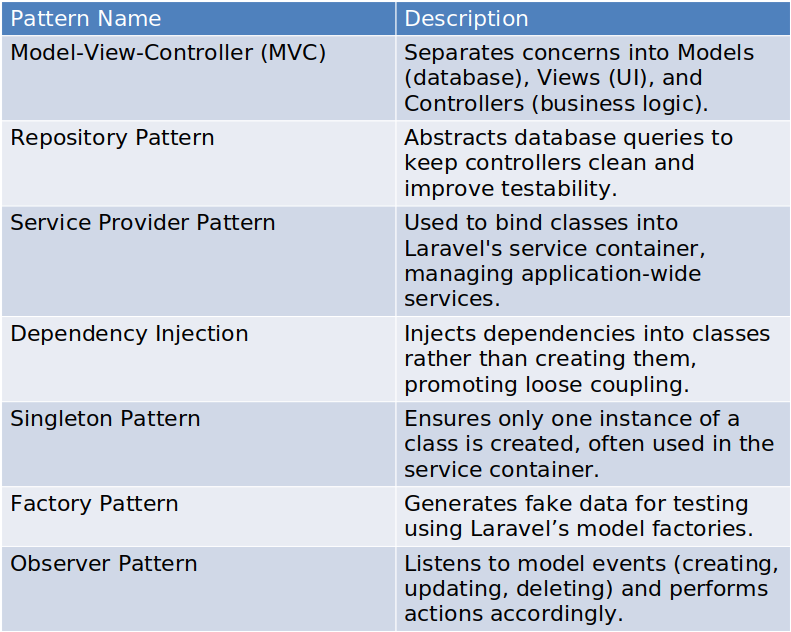 Pattern Name
Description
Model-View-Controller (MVC)
Separates concerns into Models
(database), Views (UI), and
Controllers (business logic).
Repository Pattern
Abstracts database queries to
keep controllers clean and
improve testability.
Service Provider Pattern
Used to bind classes into
Laravel's service container,
managing application-wide
services.
Dependency Injection
Injects dependencies into classes
rather than creating them,
promoting loose coupling.
Singleton Pattern
Ensures only one instance of a
class is created, often used in the
service container.
Factory Pattern
Generates fake data for testing
using Laravel’s model factories.
Observer Pattern
Listens to model events (creating,
updating, deleting) and performs
actions accordingly.